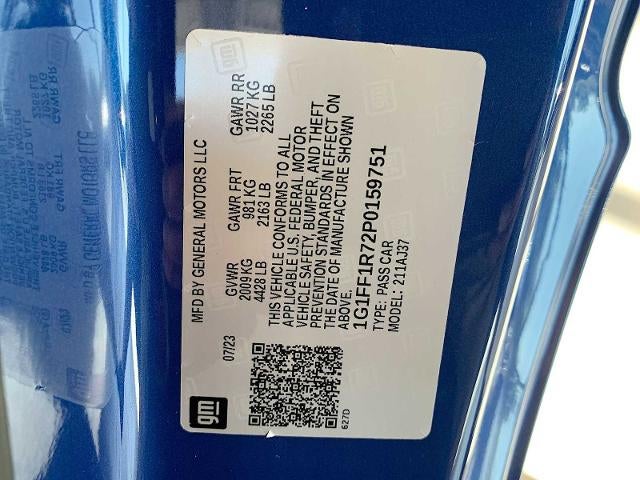 gm
MFD BY GENERAL MOTORS LLC
07/23
GVWR GAWR FRT GAWR RR
2009 KG 981 KG 1027 KG
4428 LB 2163 LB 2265 LB
THIS VEHICLE CONFORMS TO ALL
APPLICABLE U.S. FEDERAL MOTOR
VEHICLE SAFETY, BUMPER, AND THEFT
PREVENTION STANDARDS IN EFFECT ON
THE DATE OF MANUFACTURE SHOWN
ABOVE.
1G1FF1R72P0159751
TYPE: PASS CAR
MODEL: 211AJ37
627D